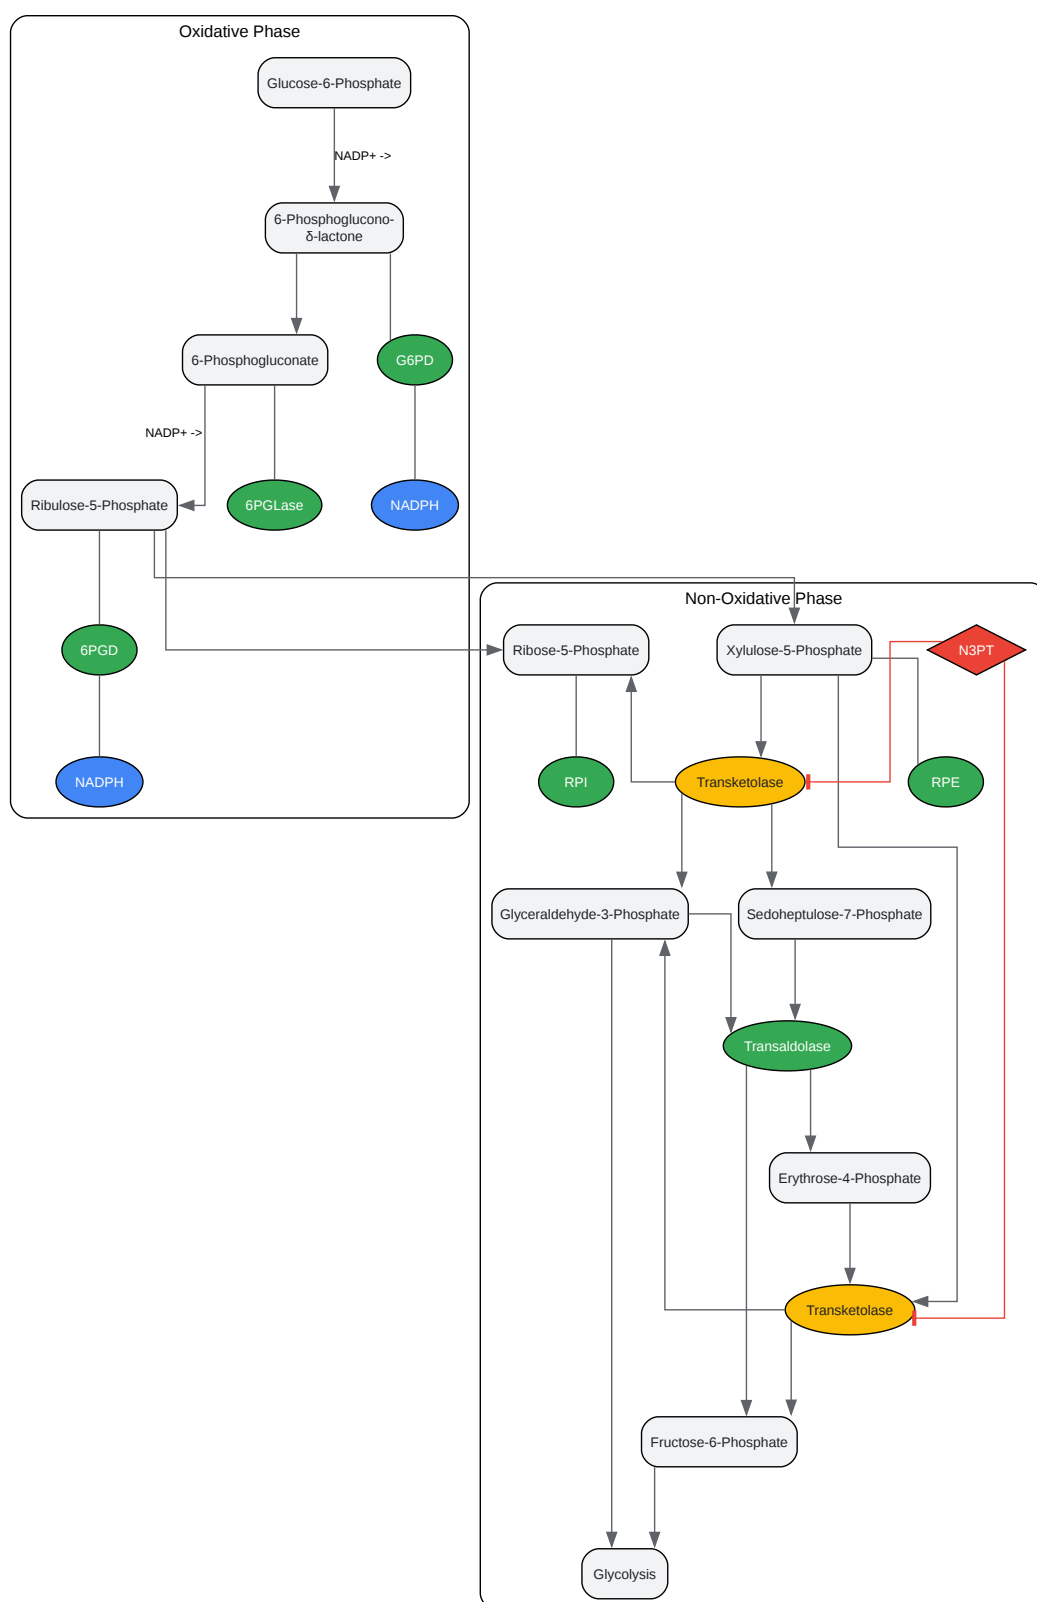 Oxidative Phase
Glucose-6-Phosphate
NADP+ ->
6-Phosphoglucono-
δ-lactone
6-Phosphogluconate
G6PD
NADP+ ->
Ribulose-5-Phosphate
6PGLase
NADPH
6PGD
NADPH
Non-Oxidative Phase
Ribose-5-Phosphate
Xylulose-5-Phosphate
N3PT
RPI
Transketolase
RPE
Glyceraldehyde-3-Phosphate
Sedoheptulose-7-Phosphate
Transaldolase
Erythrose-4-Phosphate
Transketolase
Fructose-6-Phosphate
Glycolysis